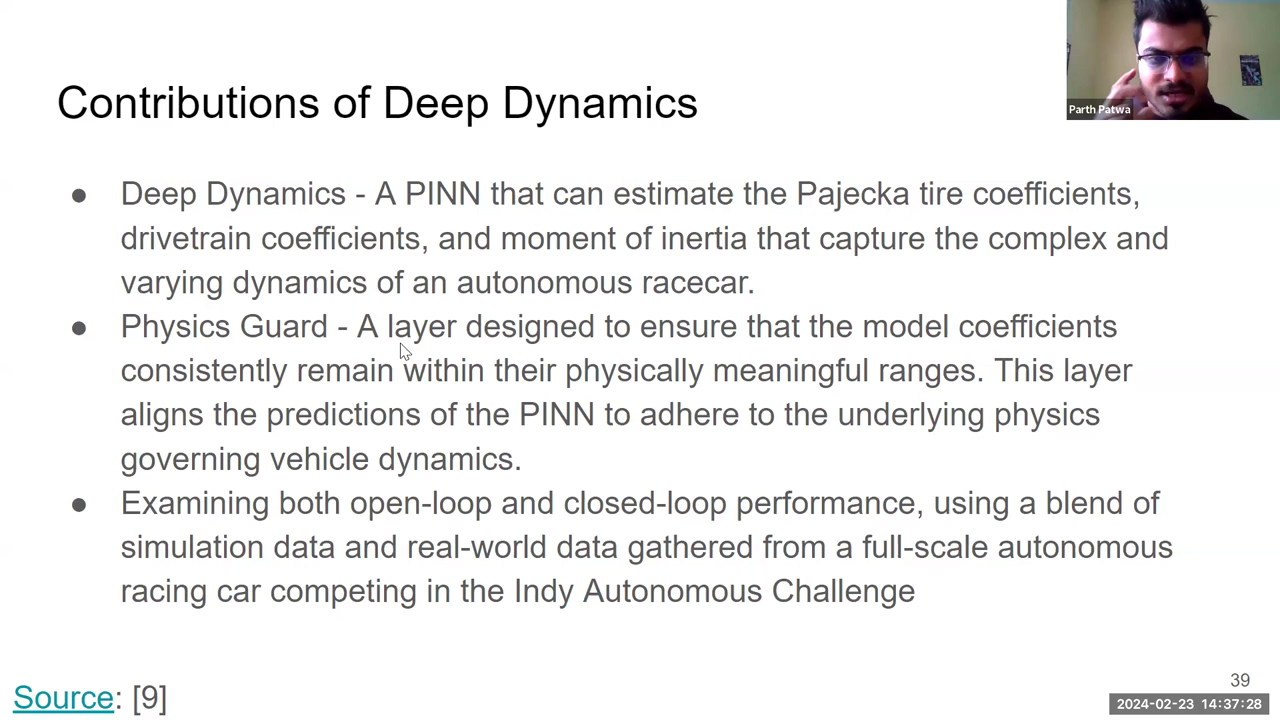 Parth Patwa
Contributions of Deep Dynamics
● Deep Dynamics - A PINN that can estimate the Pajecka tire coefficients,
drivetrain coefficients, and moment of inertia that capture the complex and
varying dynamics of an autonomous racecar.
● Physics Guard - A layer designed to ensure that the model coefficients
consistently remain within their physically meaningful ranges. This layer
aligns the predictions of the PINN to adhere to the underlying physics
governing vehicle dynamics.
● Examining both open-loop and closed-loop performance, using a blend of
simulation data and real-world data gathered from a full-scale autonomous
racing car competing in the Indy Autonomous Challenge
39
Source: [9]
2024-02-23 14:37:28